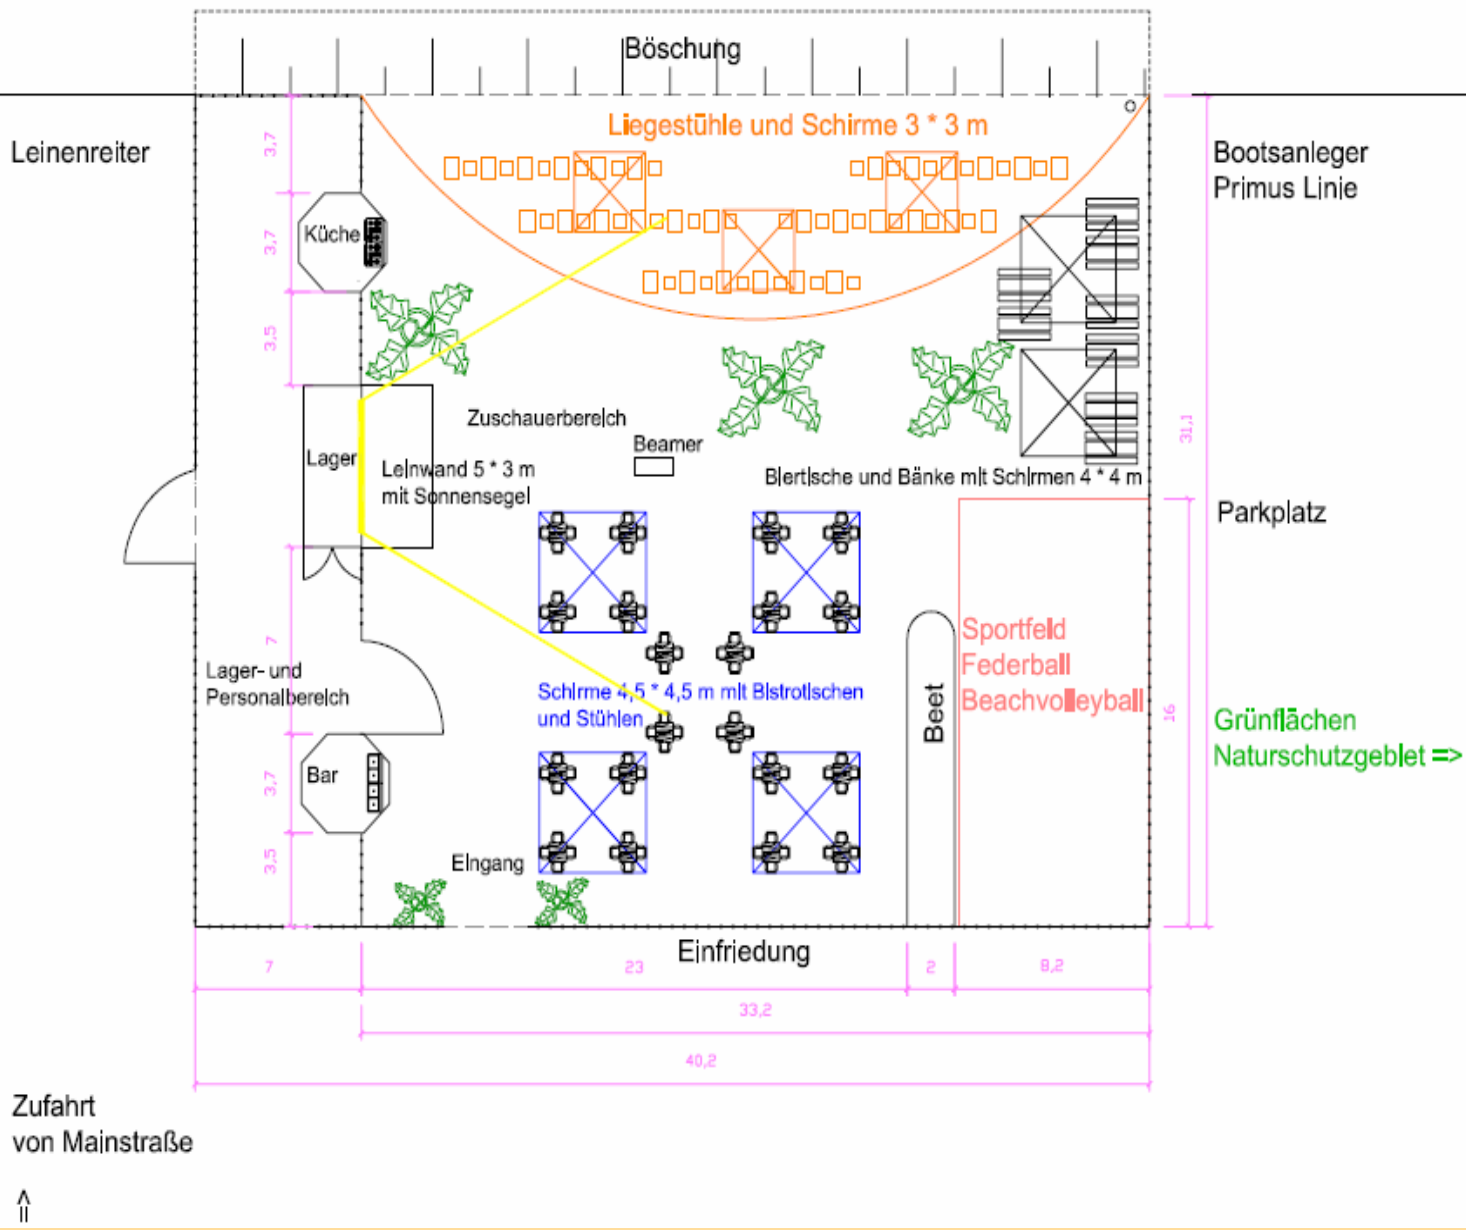 Böschung
Liegestühle und Schirme 3 * 3 m
Leinenreiter
Bootsanleger
Primus Linie
3,7
Küche
3,7
3,5
Zuschauerbereich
Beamer
Lager
Leinwand 5 * 3 m
mit Sonnensegel
Biertische und Bänke mit Schirmen 4 * 4 m
31,1
Parkplatz
Sportfeld
Federball
Beachvolleyball
7
Lager- und
Personalbereich
Schirme 4,5 * 4,5 m mit Bistrotischen
und Stühlen
Beet
16
Grünflächen
Naturschutzgebiet =>
Bar
3,7
3,5
Eingang
Einfriedung
7
23
2
8,2
33,2
40,2
Zufahrt
von Mainstraße
=>